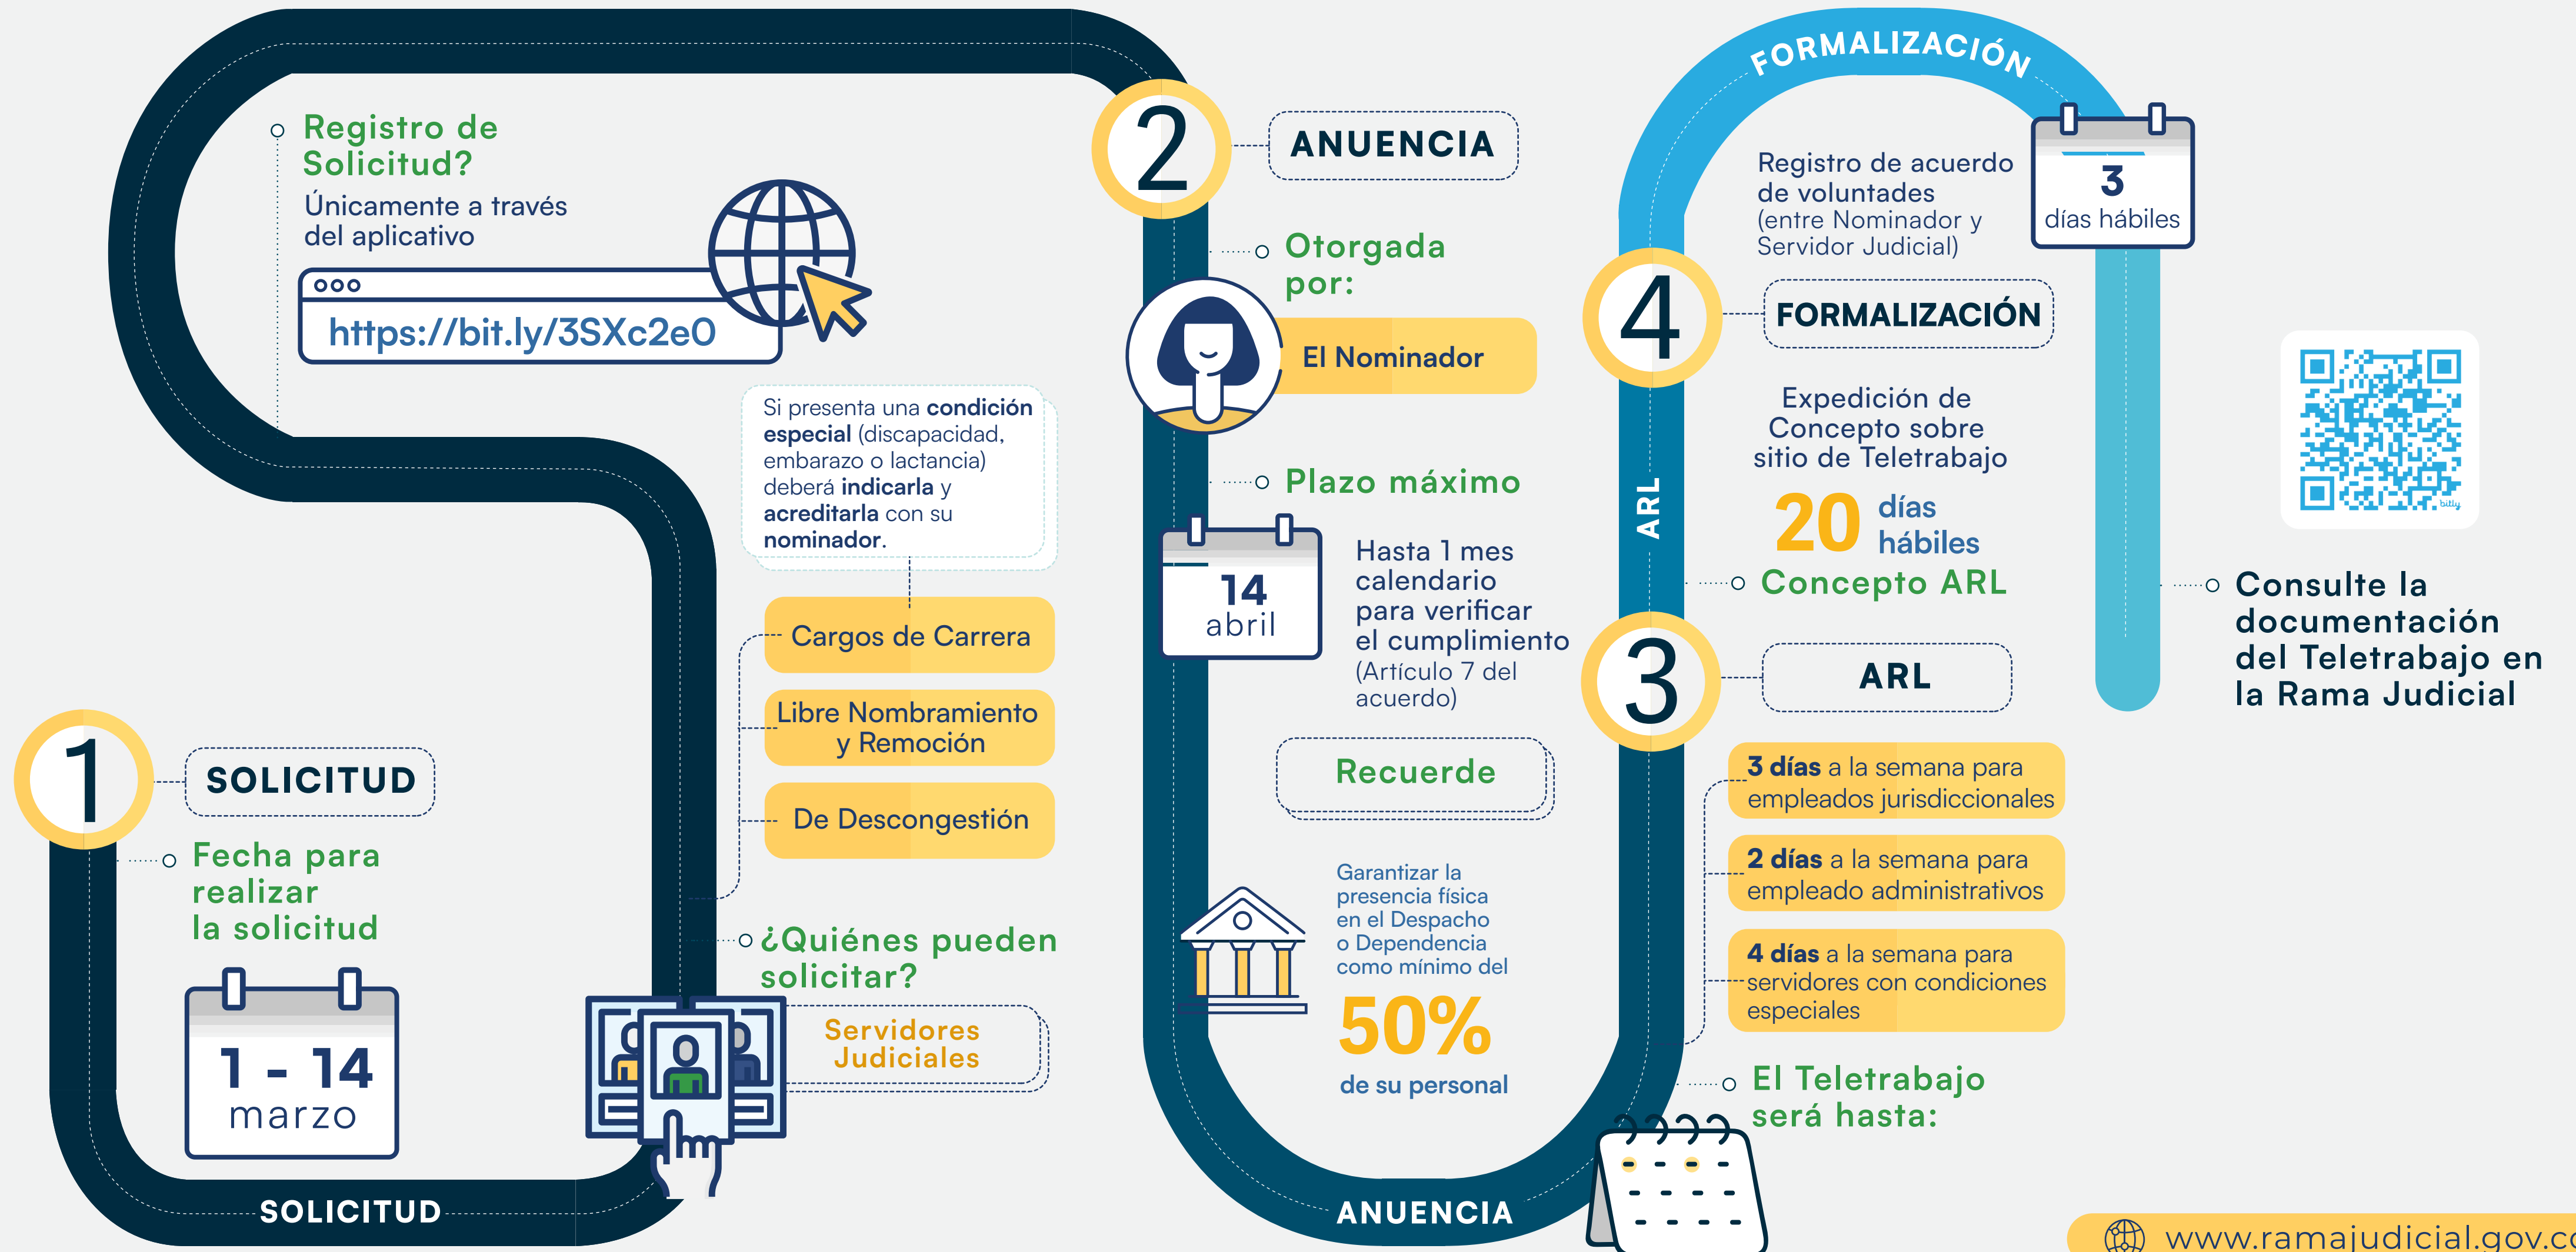 1
SOLICITUD
Fecha para
realizar
la solicitud
1 - 14
marzo
SOLICITUD
¿Quiénes pueden
solicitar?
Servidores
Judiciales
Cargos de Carrera
Libre Nombramiento
y Remoción
De Descongestión
Si presenta una condición
especial (discapacidad,
embarazo o lactancia)
deberá indicarla y
acreditarla con su
nominador.
Registro de
Solicitud?
Únicamente a través
del aplicativo
https://bit.ly/3SXc2e0
2
ANUENCIA
Otorgada
por:
El Nominador
Plazo máximo
14
abril
Hasta 1 mes
calendario
para verificar
el cumplimiento
(Artículo 7 del
acuerdo)
Recuerde
Garantizar la
presencia física
en el Despacho
o Dependencia
como mínimo del
50%
de su personal
ANUENCIA
El Teletrabajo
será hasta:
3 días a la semana para
empleados jurisdiccionales
2 días a la semana para
empleado administrativos
4 días a la semana para
servidores con condiciones
especiales
3
ARL
Concepto ARL
20 días
hábiles
Expedición de
Concepto sobre
sitio de Teletrabajo
ARL
4
FORMALIZACIÓN
Registro de acuerdo
de voluntades
(entre Nominador y
Servidor Judicial)
FORMALIZACIÓN
3
días hábiles
bitly
Consulte la
documentación
del Teletrabajo en
la Rama Judicial
www.ramajudicial.gov.co